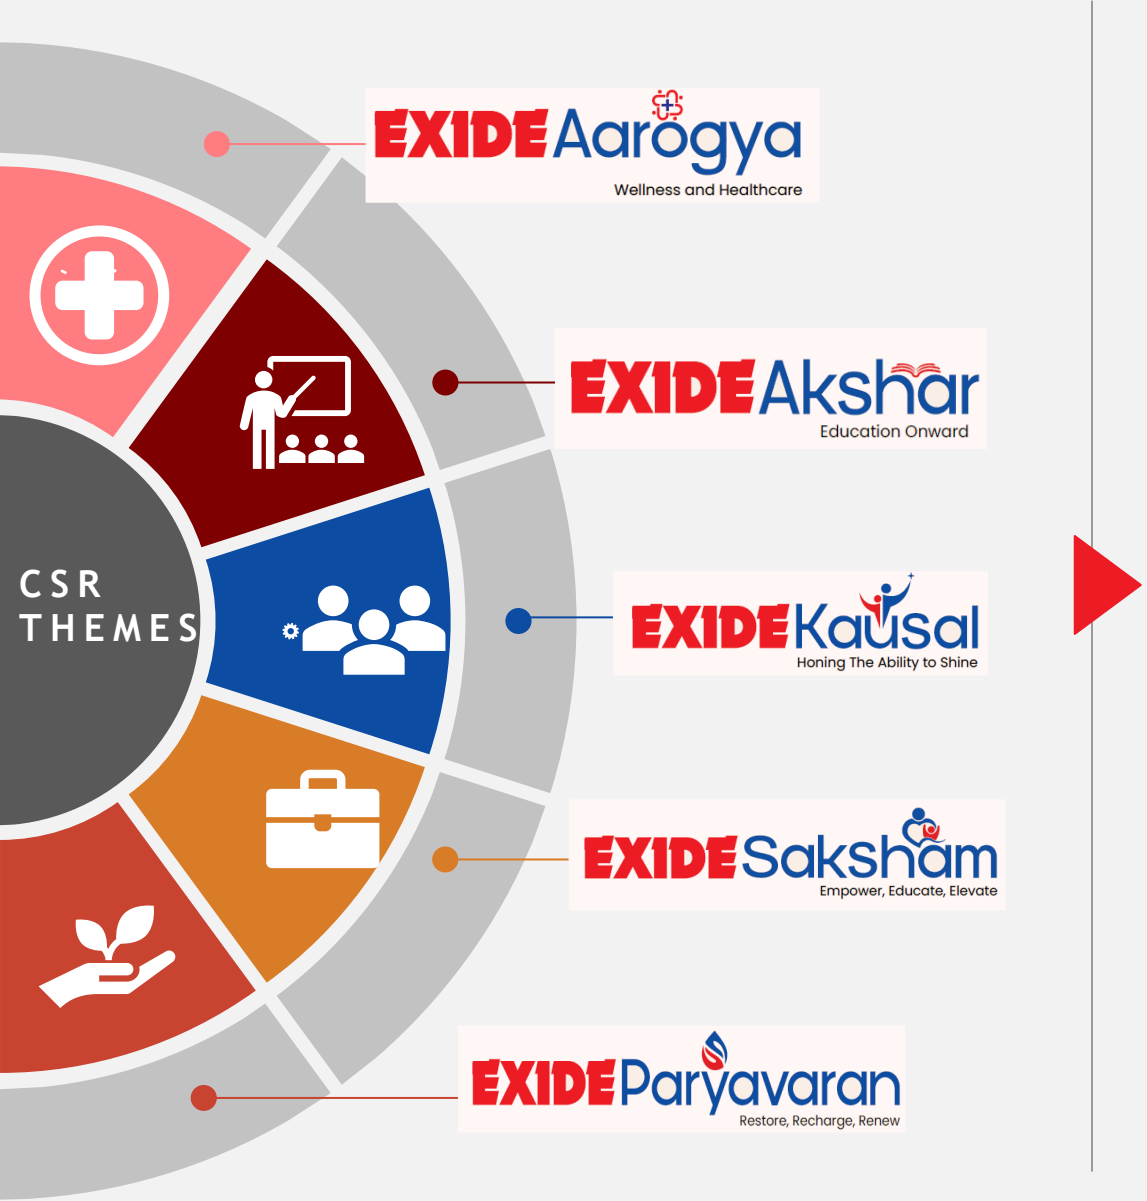 EXIDE Aarogya
Wellness and Healthcare
EXIDE Akshar
Education Onward
CSR
THEMES
EXIDE Kausal
Honing The Ability to Shine
EXIDE Saksham
Empower, Educate, Elevate
EXIDE Paryavaran
Restore, Recharge, Renew